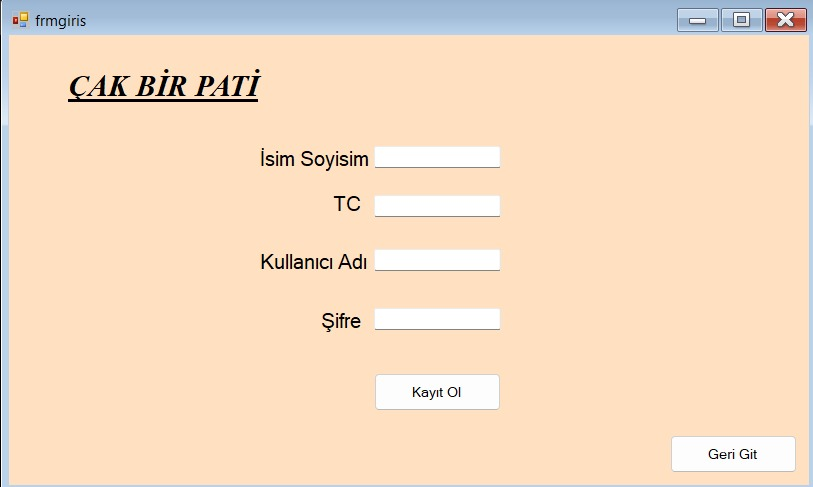 frmgiris
ÇAK BİR PATİ
İsim Soyisim
TC
Kullanıcı Adı
Şifre
Kayıt Ol
Geri Git